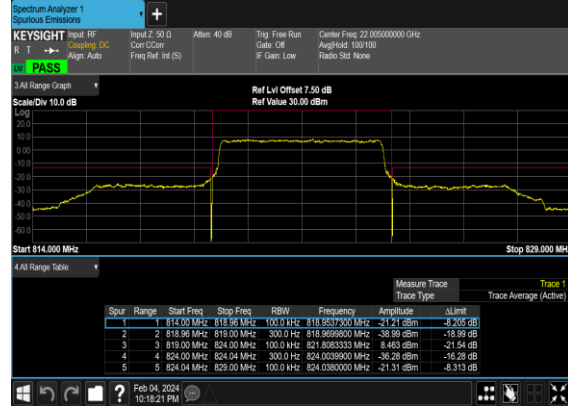 Spectrum Analyzer 1
Spurious Emissions
KEYSIGHT Input: RF Input Z: 50 Ω Atten: 40 dB Trig: Free Run Center Freq: 22.005000000 GHz
R T Coupling: DC Corr CCorr Gate: Off Avg|Hold: 100/100
Align: Auto Freq Ref: Int (S) IF Gain: Low Radio Std: None
PASS
3 All Range Graph
Ref Lvl Offset 7.50 dB
Scale/Div 10.0 dB Ref Value 30.00 dBm
Log
20.0
10.0
0.00
-10.0
-20.0
-30.0
-40.0
-50.0
-60.0
Start 814.000 MHz Stop 829.000 MH
4 All Range Table
Measure Trace Trace 1
Trace Type Trace Average (Active)
Spur Range Start Freq Stop Freq RBW Frequency Amplitude ΔLimit
1 1 814.00 MHz 818.96 MHz 100.0 kHz 818.9537300 MHz -21.21 dBm -8.205 dB
2 2 818.96 MHz 819.00 MHz 300.0 Hz 818.9699800 MHz -38.99 dBm -18.99 dB
3 3 819.00 MHz 824.00 MHz 100.0 kHz 821.8083333 MHz 8.463 dBm -21.54 dB
4 4 824.00 MHz 824.04 MHz 300.0 Hz 824.0039900 MHz -36.28 dBm -16.28 dB
5 5 824.04 MHz 829.00 MHz 100.0 kHz 824.0380000 MHz -21.31 dBm -8.313 dB
? Feb 04, 2024
10:18:21 PM